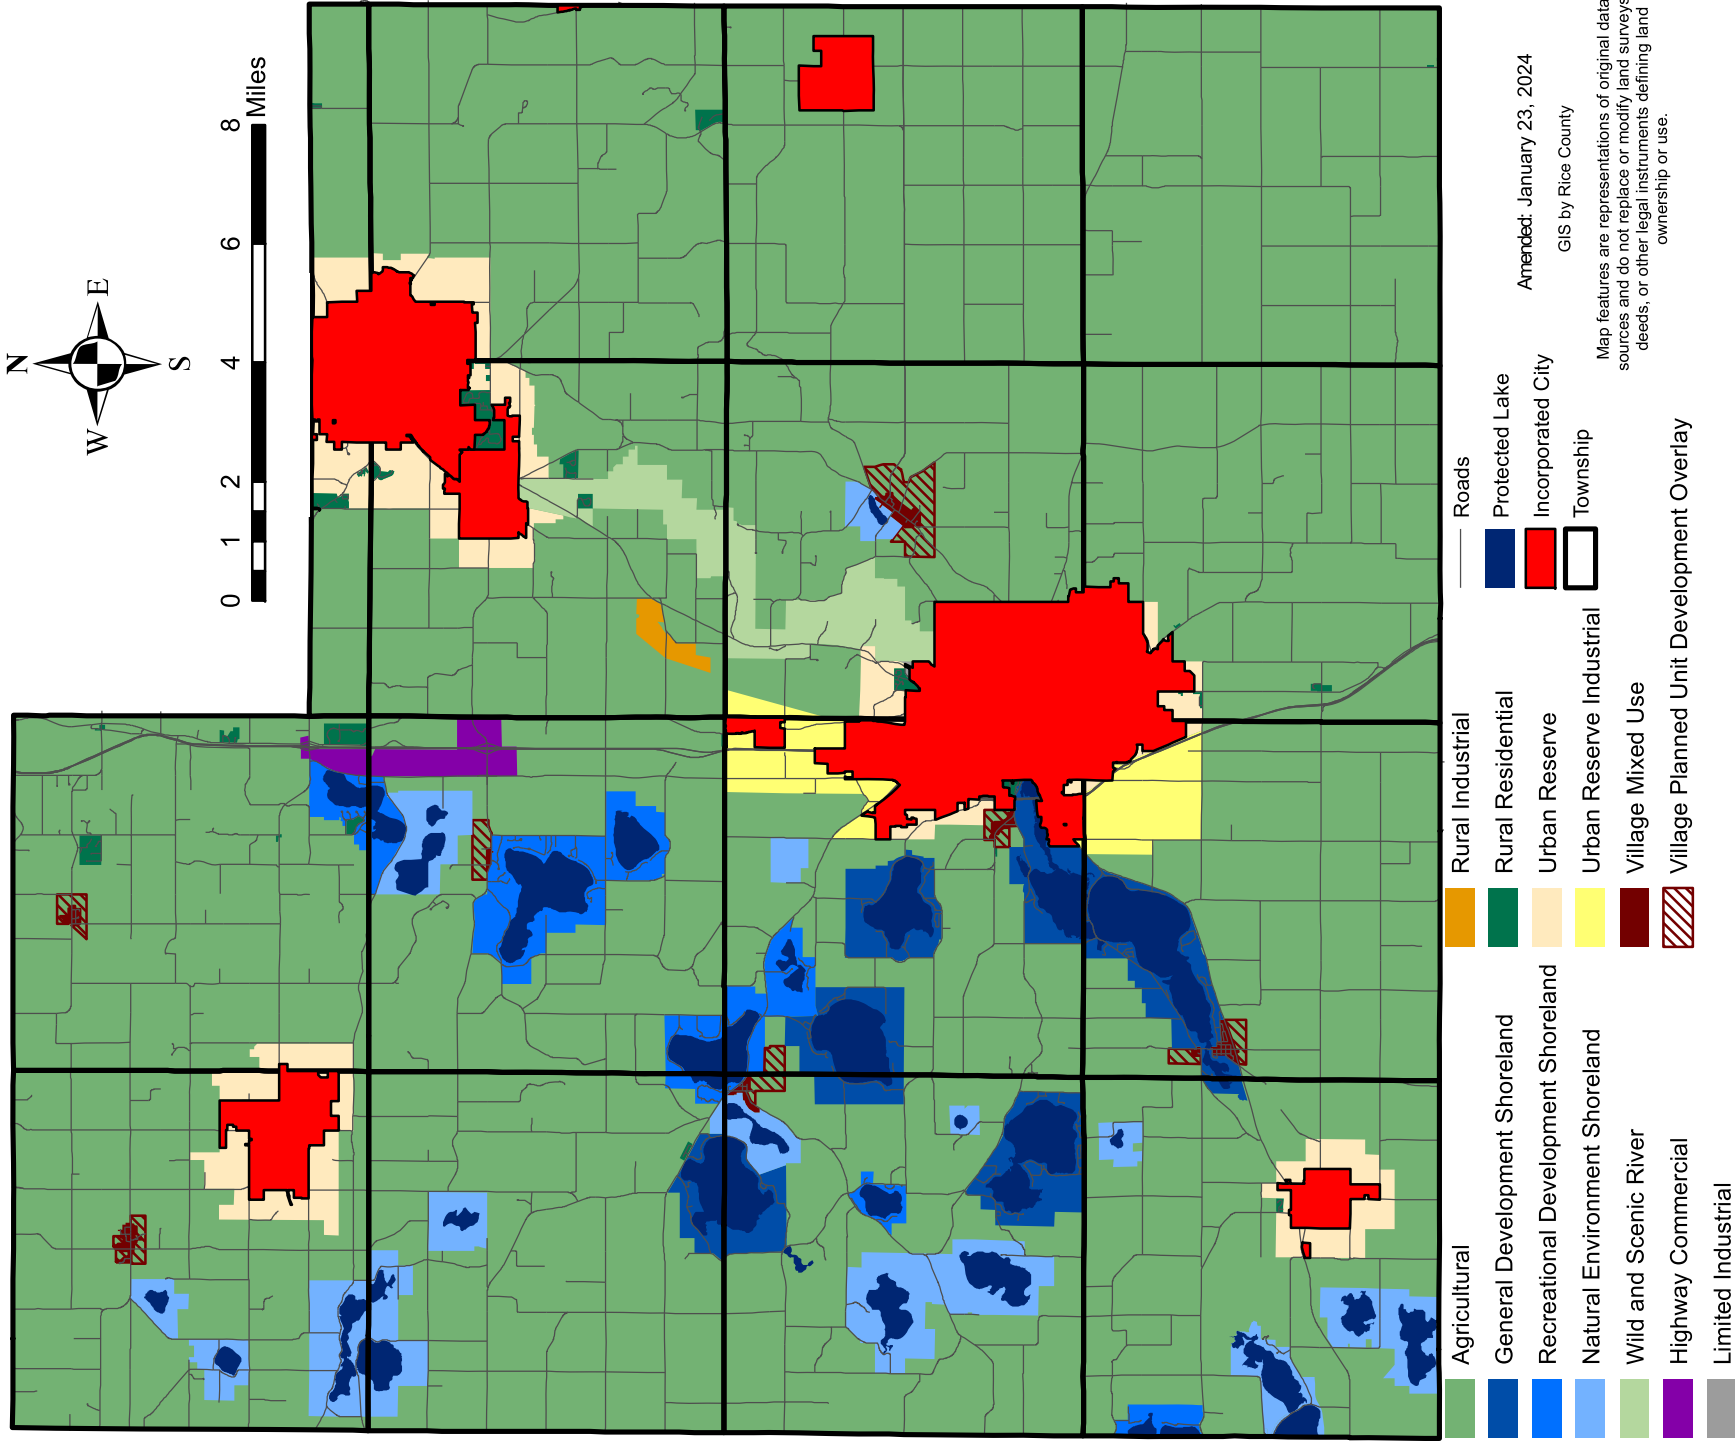 N
W
E
S
0
1
2
4
6
8
Miles
Agricultural
General Development Shoreland
Recreational Development Shoreland
Natural Environment Shoreland
Wild and Scenic River
Highway Commercial
Limited Industrial
Rural Industrial
Rural Residential
Urban Reserve
Urban Reserve Industrial
Village Mixed Use
Village Planned Unit Development Overlay
Roads
Protected Lake
Incorporated City
Township
Amended: January 23, 2024
GIS by Rice County
Map features are representations of original data
sources and do not replace or modify land surveys
deeds, or other legal instruments defining land
ownership or use.